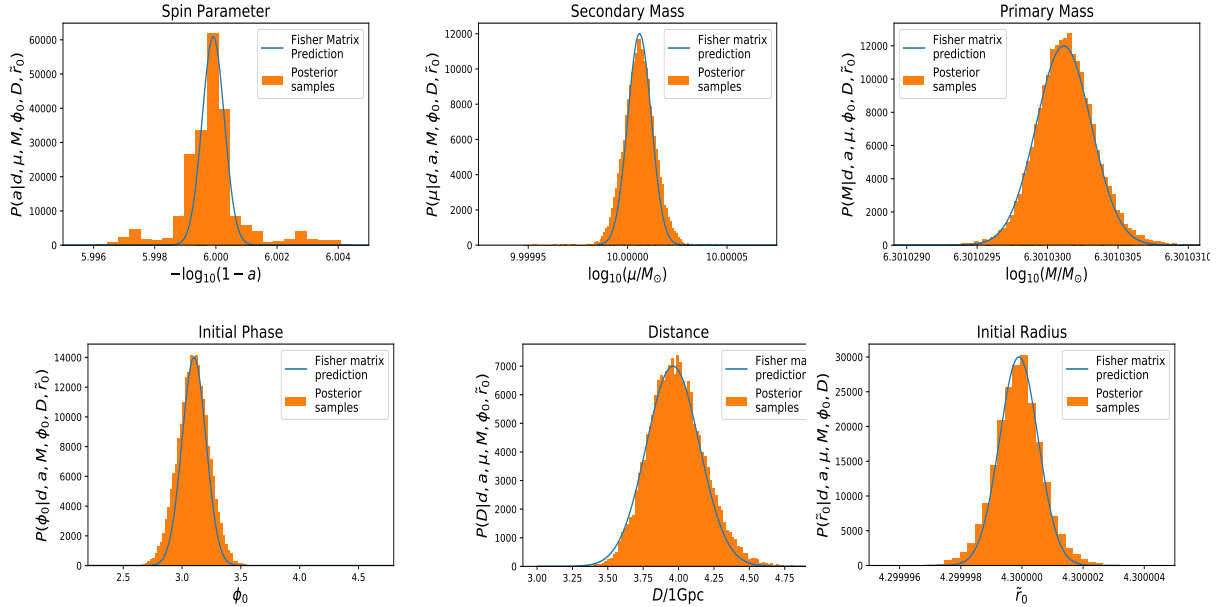 Spin Parameter
P(a|d, μ, M, ϕ₀, D, r̃₀)
60000
50000
40000
30000
20000
10000
0
Fisher Matrix
Prediction
Posterior
samples
5.996 5.998 6.000 6.002 6.004
−log₁₀(1 − a)
Secondary Mass
P(μ|d, a, M, ϕ₀, D, r̃₀)
14000
12000
10000
8000
6000
4000
2000
0
Fisher matrix
prediction
Posterior
samples
9.99995 10.00000 10.00005
log₁₀(μ/M⊙)
Primary Mass
P(M|d, a, μ, ϕ₀, D, r̃₀)
12000
10000
8000
6000
4000
2000
0
Fisher matrix
prediction
Posterior
samples
6.3010290 6.3010295 6.3010300 6.3010305 6.3010310
log₁₀(M/M⊙)
Initial Phase
P(ϕ₀|d, a, M, ϕ₀, D, r̃₀)
14000
12000
10000
8000
6000
4000
2000
0
Fisher matrix
prediction
Posterior
samples
2.5 3.0 3.5 4.0 4.5
ϕ₀
Distance
P(D|d, a, μ, M, ϕ₀, r̃₀)
7000
6000
5000
4000
3000
2000
1000
0
Fisher matr
prediction
Posterior
samples
3.00 3.25 3.50 3.75 4.00 4.25 4.50 4.75
D/1Gpc
Initial Radius
P(r̃₀|d, a, μ, M, ϕ₀, D)
30000
25000
20000
15000
10000
5000
0
Fisher matrix
prediction
Posterior
samples
4.299996 4.299998 4.300000 4.300002 4.300004
r̃₀